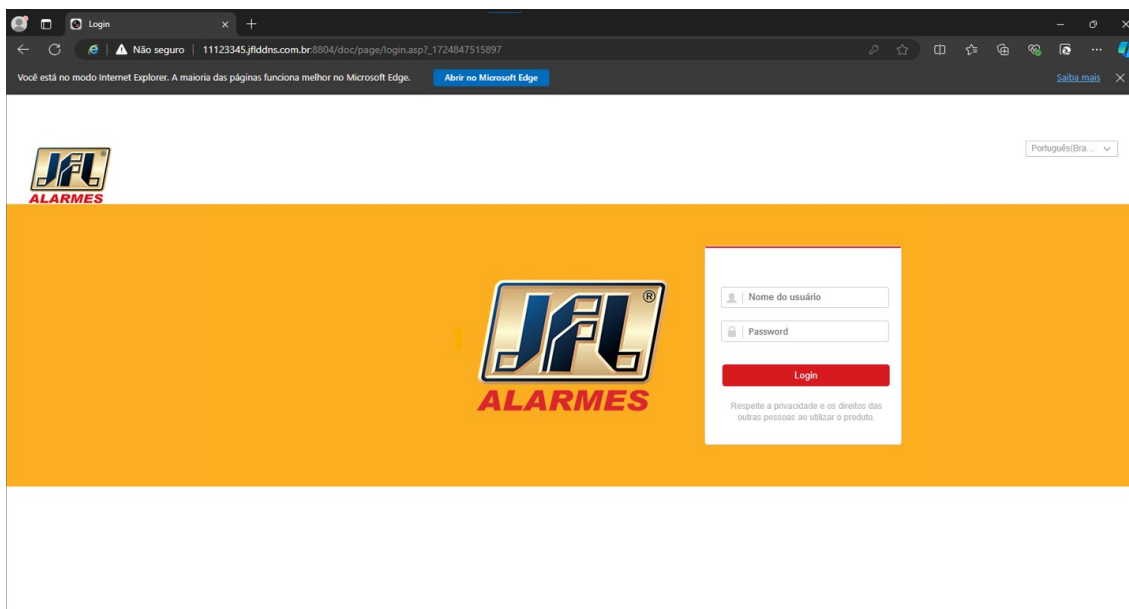 Login
Não seguro
11123345.jflddns.com.br:8804/doc/page/login.asp?_1724847515897
Você está no modo Internet Explorer. A maioria das páginas funciona melhor no Microsoft Edge.
Abrir no Microsoft Edge
Saiba mais
Português(Bra...
JFL®
ALARMES
JFL®
ALARMES
Nome do usuário
Password
Login
Respeite a privacidade e os direitos das
outras pessoas ao utilizar o produto.